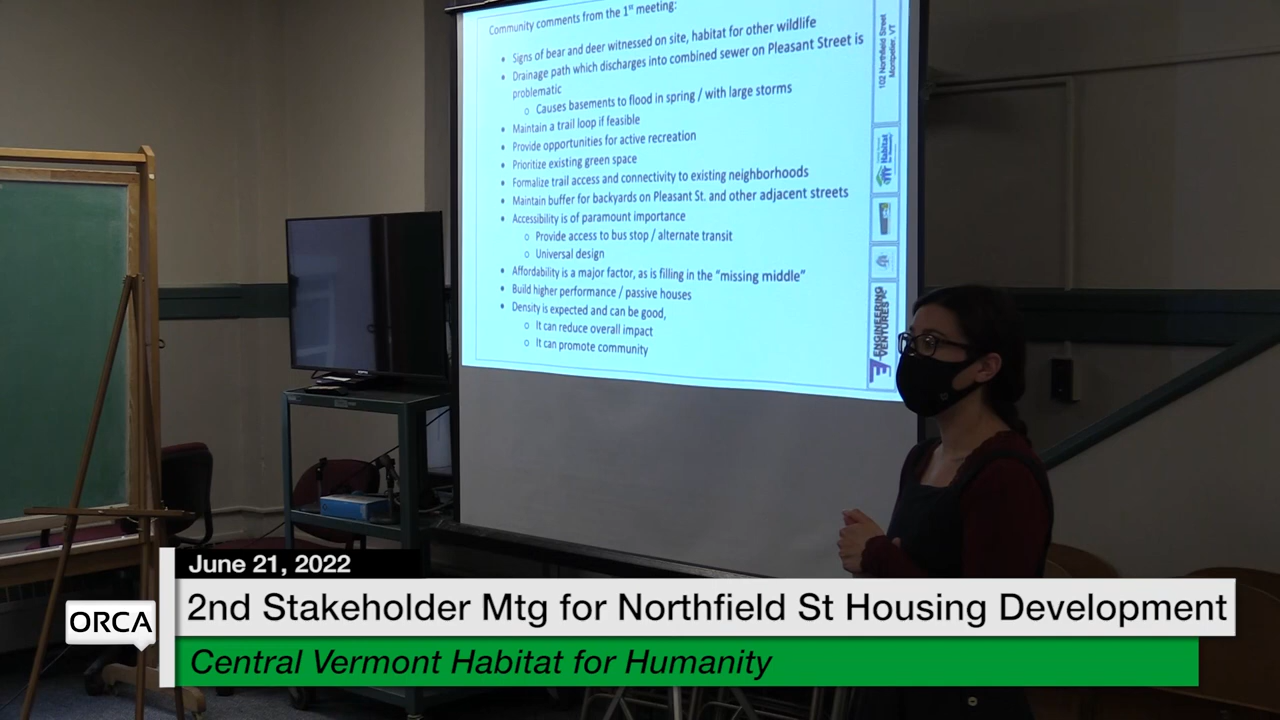 Community comments from the 1st meeting:
• Signs of bear and deer witnessed on site, habitat for other wildlife
• Drainage path which discharges into combined sewer on Pleasant Street is
problematic
o Causes basements to flood in spring / with large storms
• Maintain a trail loop if feasible
• Provide opportunities for active recreation
• Prioritize existing green space
• Formalize trail access and connectivity to existing neighborhoods
• Maintain buffer for backyards on Pleasant St. and other adjacent streets
• Accessibility is of paramount importance
o Provide access to bus stop / alternate transit
o Universal design
• Affordability is a major factor, as is filling in the “missing middle”
• Build higher performance / passive houses
• Density is expected and can be good,
o It can reduce overall impact
o It can promote community
102 Northfield Street
Montpelier, VT
Habitat
ENGINEERING
VENTURES PC
June 21, 2022
ORCA
2nd Stakeholder Mtg for Northfield St Housing Development
Central Vermont Habitat for Humanity